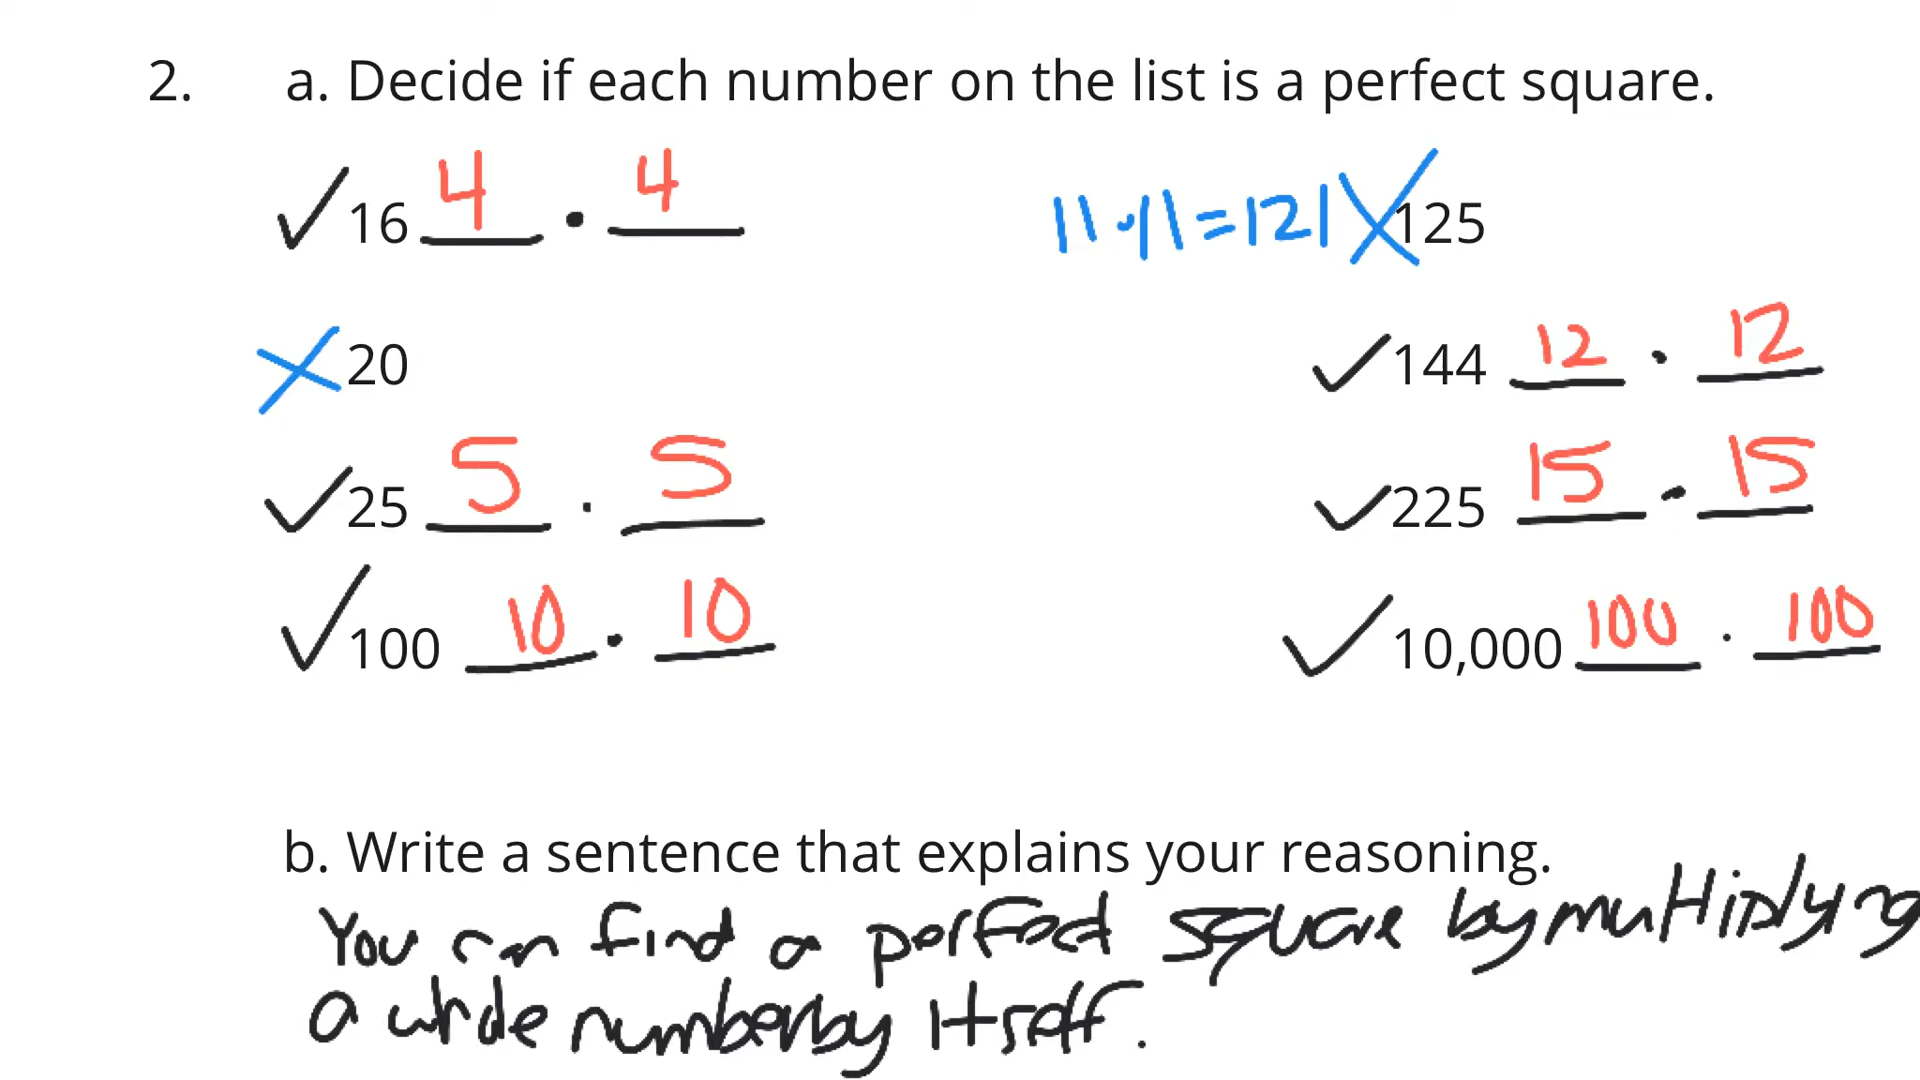 2. a. Decide if each number on the list is a perfect square.
✓16 4 · 4
11·11=121 X 125
X 20
✓144 12 · 12
✓25 5 · 5
✓225 15 · 15
✓100 10 · 10
✓10,000 100 · 100
b. Write a sentence that explains your reasoning.
You can find a perfect square by multiplying
a whole number by itself.